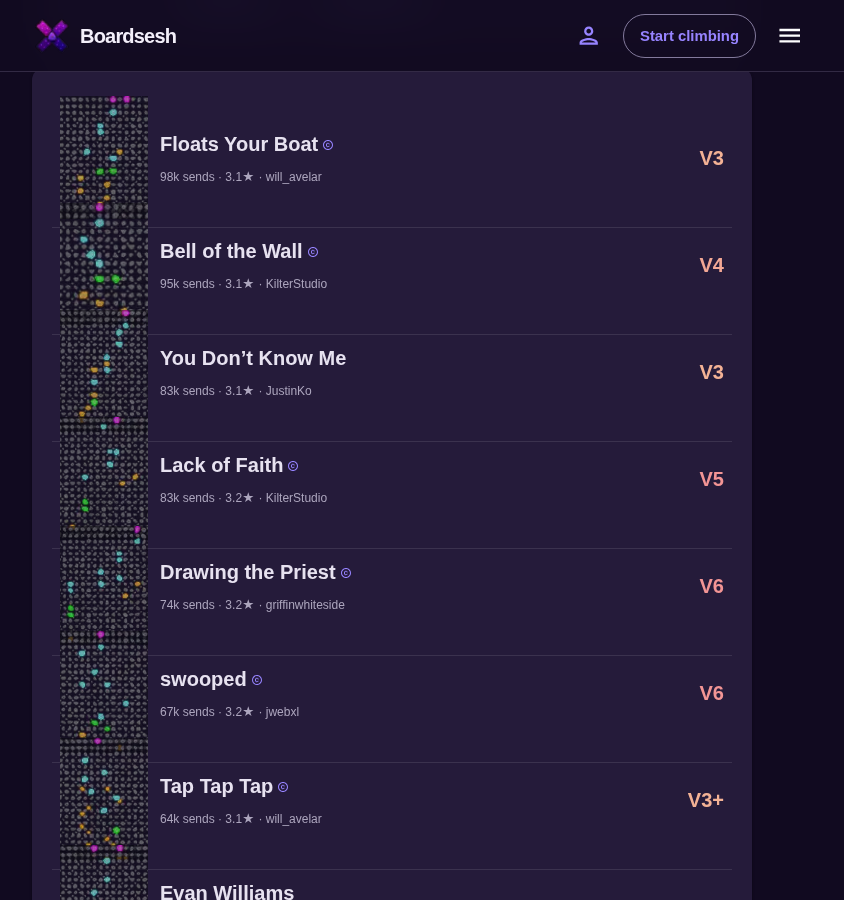 Boardsesh
Start climbing
Floats Your Boat ©
98k sends · 3.1★ · will_avelar
V3
Bell of the Wall ©
95k sends · 3.1★ · KilterStudio
V4
You Don’t Know Me
83k sends · 3.1★ · JustinKo
V3
Lack of Faith ©
83k sends · 3.2★ · KilterStudio
V5
Drawing the Priest ©
74k sends · 3.2★ · griffinwhiteside
V6
swooped ©
67k sends · 3.2★ · jwebxl
V6
Tap Tap Tap ©
64k sends · 3.1★ · will_avelar
V3+
Evan Williams